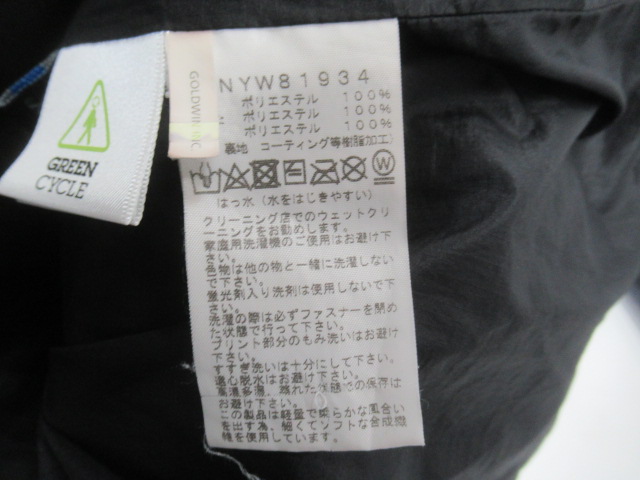 GREEN
CYCLE
GOLDWIN INC
NYW81934
ポリエステル 100%
ポリエステル 100%
ポリエステル 100%
裏地 コーティング等樹脂加工)
はっ水 (水をはじきやすい)
クリーニング店でのウェットクリ
ーニングをお勧めします。
家庭用洗濯機のご使用はお避け下
さい。
色物は他の物と一緒に洗濯しない
で下さい。
蛍光剤入り洗剤は使用しないで下
さい。
洗濯の際は必ずファスナーを閉め
た状態で行って下さい。
プリント部分のもみ洗いはお避け
下さい。
すすぎ洗いは十分にして下さい。
遠心脱水はお避け下さい。
高温多湿、濡れた状態での保存は
お避け下さい。
この製品は軽量で柔らかな風合い
を出す為、細くてソフトな合成繊
維を使用しています。